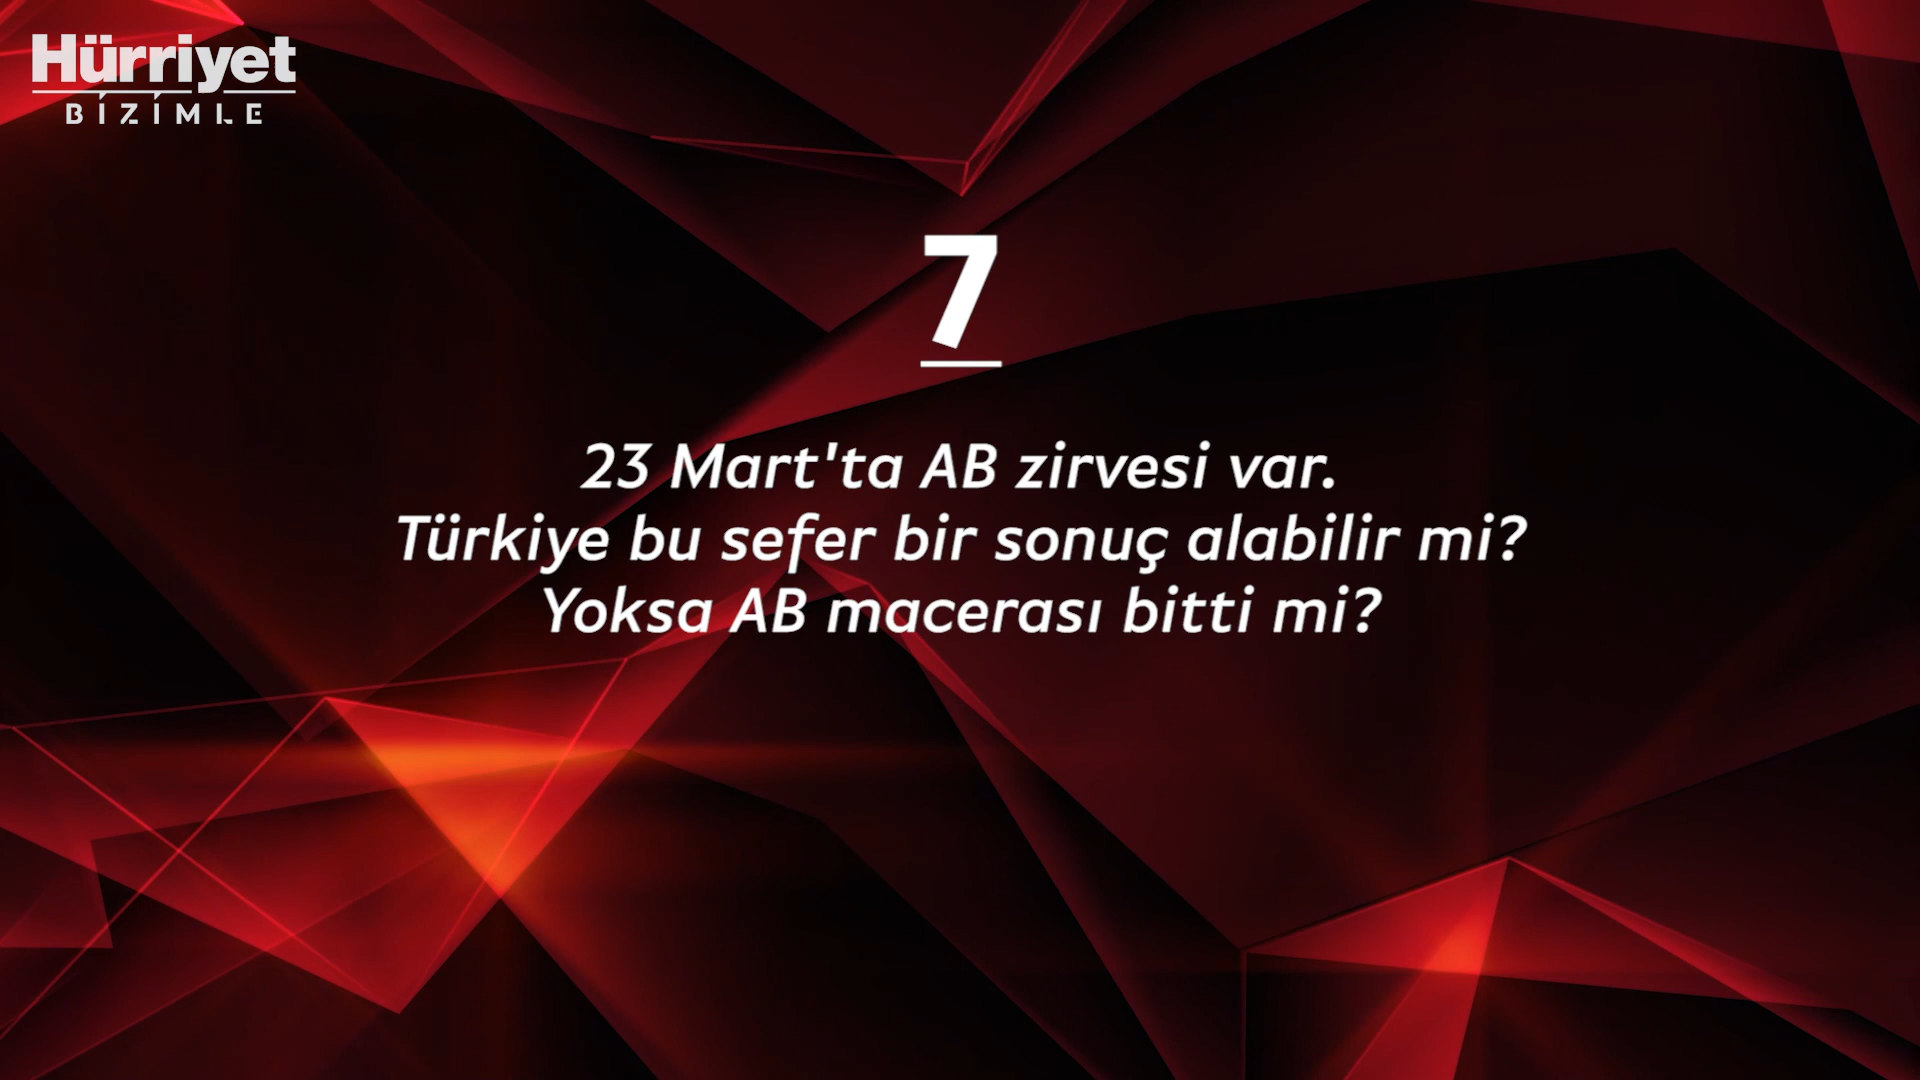 Hürriyet
BİZİMLE
7
23 Mart'ta AB zirvesi var.
Türkiye bu sefer bir sonuç alabilir mi?
Yoksa AB macerası bitti mi?